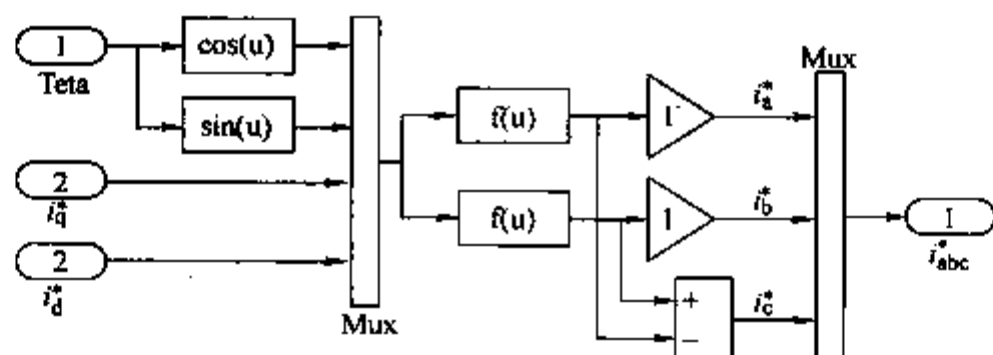 1
Teta
cos(u)
sin(u)
2
i*q
2
i*d
Mux
f(u)
f(u)
1
1
i*a
i*b
+
−
i*c
Mux
1
i*abc